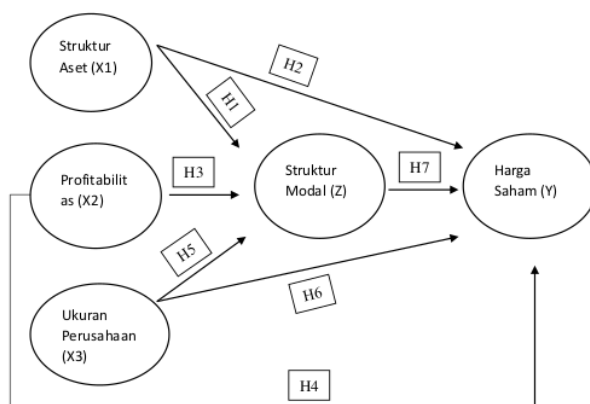 Struktur
Aset (X1)
H2
H1
Profitabilit
as (X2)
H3
Struktur
Modal (Z)
H7
Harga
Saham (Y)
H5
Ukuran
Perusahaan
(X3)
H6
H4